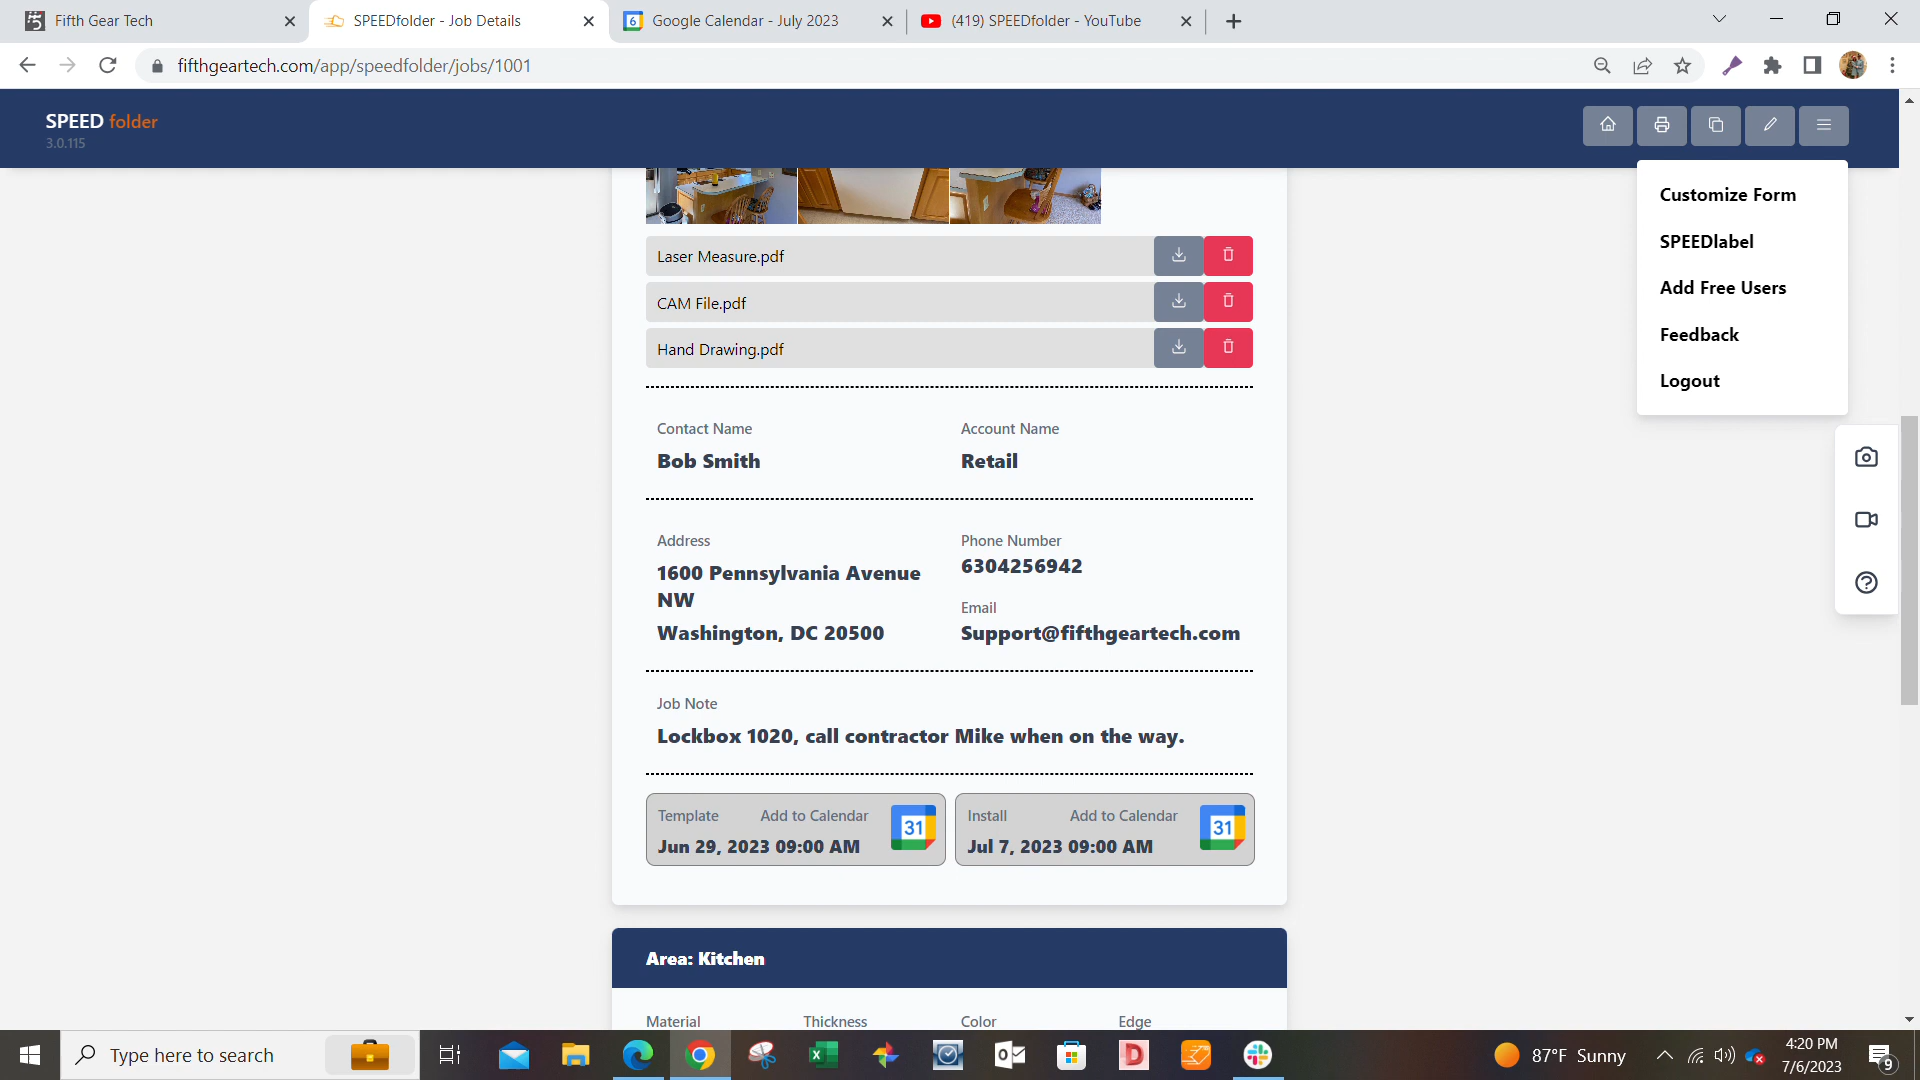 Fifth Gear Tech
SPEEDfolder - Job Details
Google Calendar - July 2023
(419) SPEEDfolder - YouTube
fifthgeartech.com/app/speedfolder/jobs/1001
SPEED folder
3.0.115
Customize Form
SPEEDlabel
Add Free Users
Feedback
Logout
Laser Measure.pdf
CAM File.pdf
Hand Drawing.pdf
Contact Name
Account Name
Bob Smith
Retail
Address
Phone Number
1600 Pennsylvania Avenue
NW
Washington, DC 20500
6304256942
Email
Support@fifthgeartech.com
Job Note
Lockbox 1020, call contractor Mike when on the way.
Template
Add to Calendar
31
Jun 29, 2023 09:00 AM
Install
Add to Calendar
31
Jul 7, 2023 09:00 AM
Area: Kitchen
Material
Thickness
Color
Edge
Type here to search
87°F Sunny
4:20 PM
7/6/2023
9